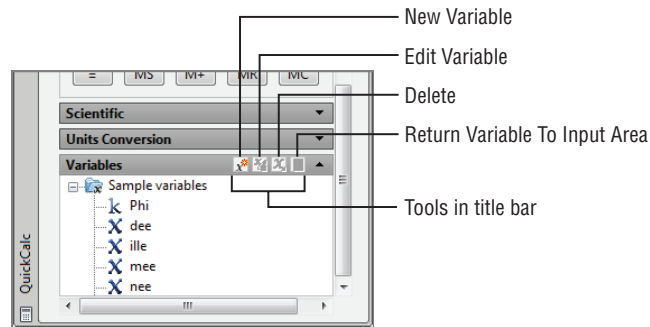 New Variable
Edit Variable
Delete
Return Variable To Input Area
Tools in title bar
= MS M+ MR MC
Scientific
Units Conversion
Variables
Sample variables
k Phi
X dee
X ille
X mee
X nee
QuickCalc